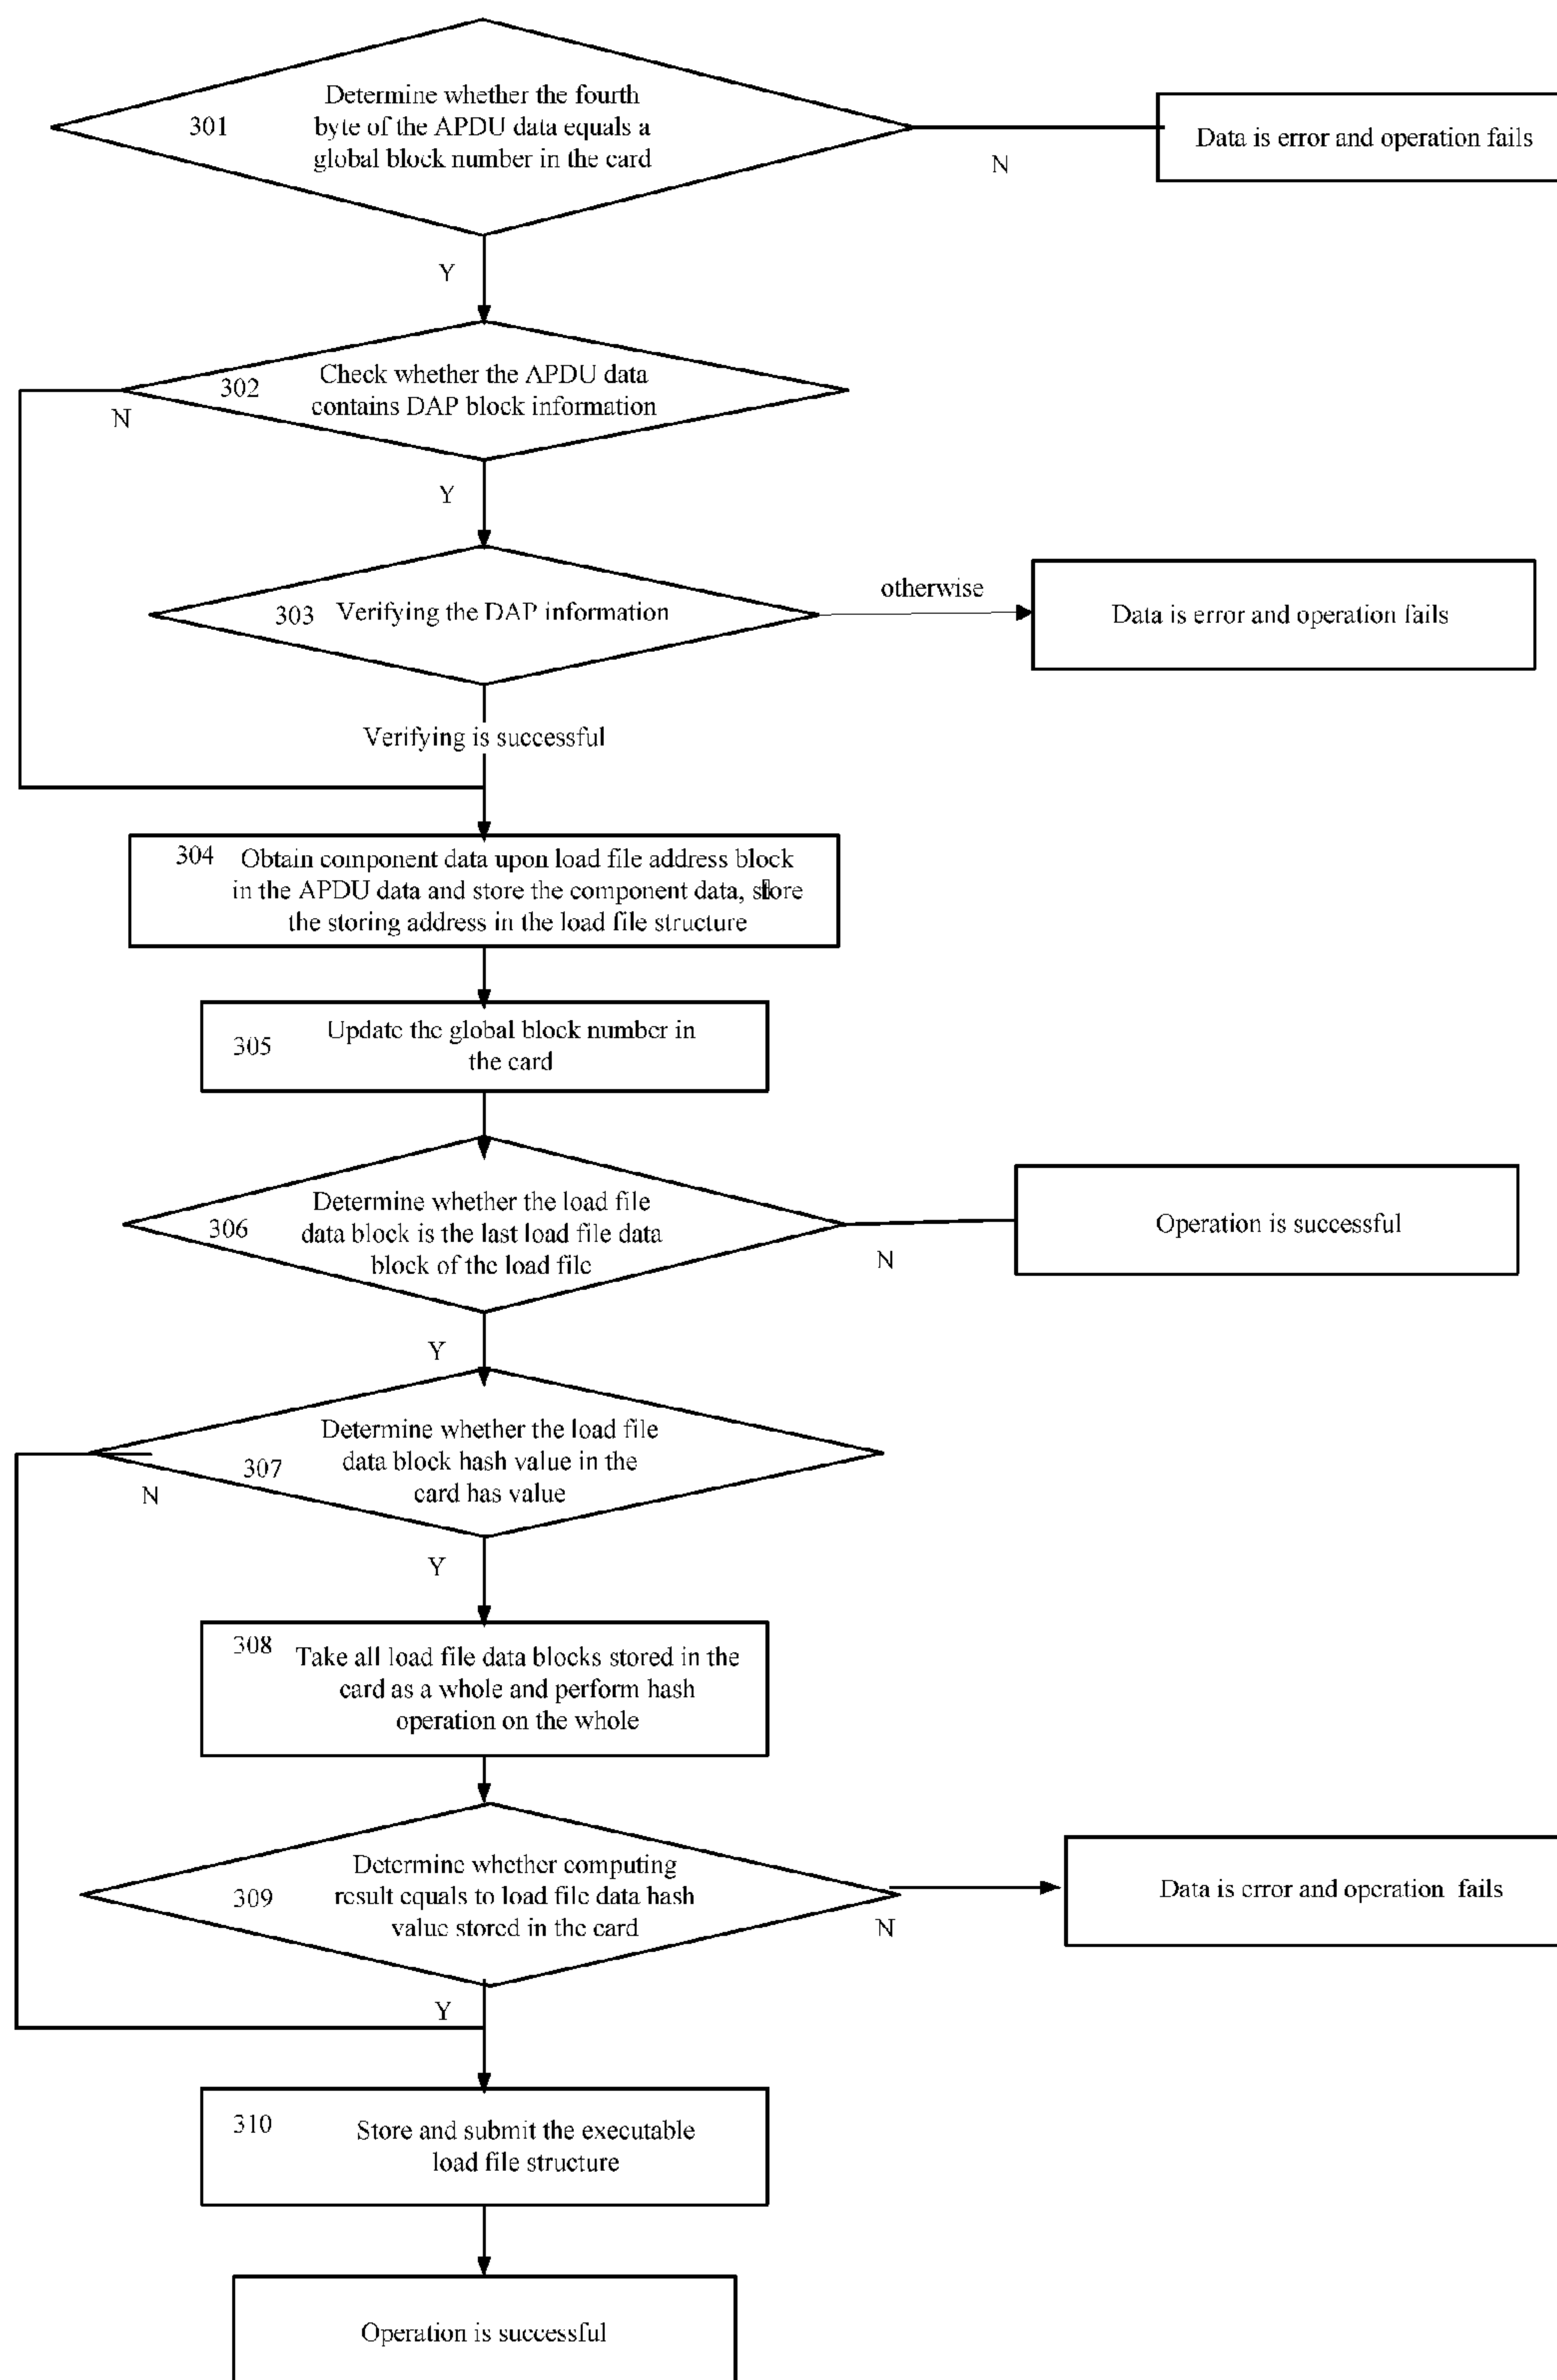 301
Determine whether the fourth
byte of the APDU data equals a
global block number in the card
N
Data is error and operation fails
Y
302
Check whether the APDU data
contains DAP block information
N
Y
303
Verifying the DAP information
otherwise
Data is error and operation fails
Verifying is successful
304
Obtain component data upon load file address block
in the APDU data and store the component data, store
the storing address in the load file structure
305
Update the global block number in
the card
306
Determine whether the load file
data block is the last load file data
block of the load file
N
Operation is successful
Y
307
Determine whether the load file
data block hash value in the
card has value
N
Y
308
Take all load file data blocks stored in the
card as a whole and perform hash
operation on the whole
309
Determine whether computing
result equals to load file data hash
value stored in the card
N
Data is error and operation fails
Y
310
Store and submit the executable
load file structure
Operation is successful